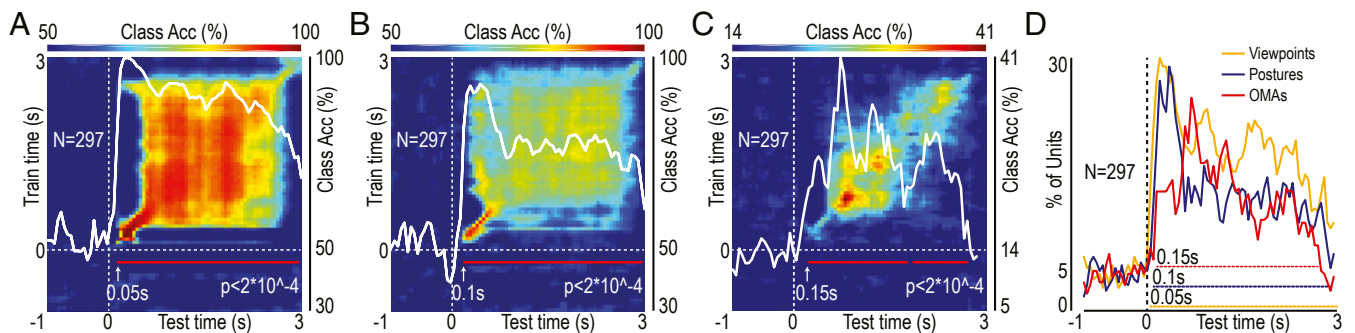 A
50 Class Acc (%) 100
3
0
Train time (s)
N=297
0.05s
p<2*10^-4
100
50
30
Class Acc (%)
-1 0 Test time (s) 3
B
50 Class Acc (%) 100
3
0
Train time (s)
N=297
0.1s
p<2*10^-4
100
50
30
Class Acc (%)
-1 0 Test time (s) 3
C
14 Class Acc (%) 41
3
0
Train time (s)
N=297
0.15s
p<2*10^-4
41
14
5
Class Acc (%)
-1 0 Test time (s) 3
D
Viewpoints
Postures
OMAs
30
5
0
% of Units
N=297
0.15s
0.1s
0.05s
-1 0 Test time (s) 3